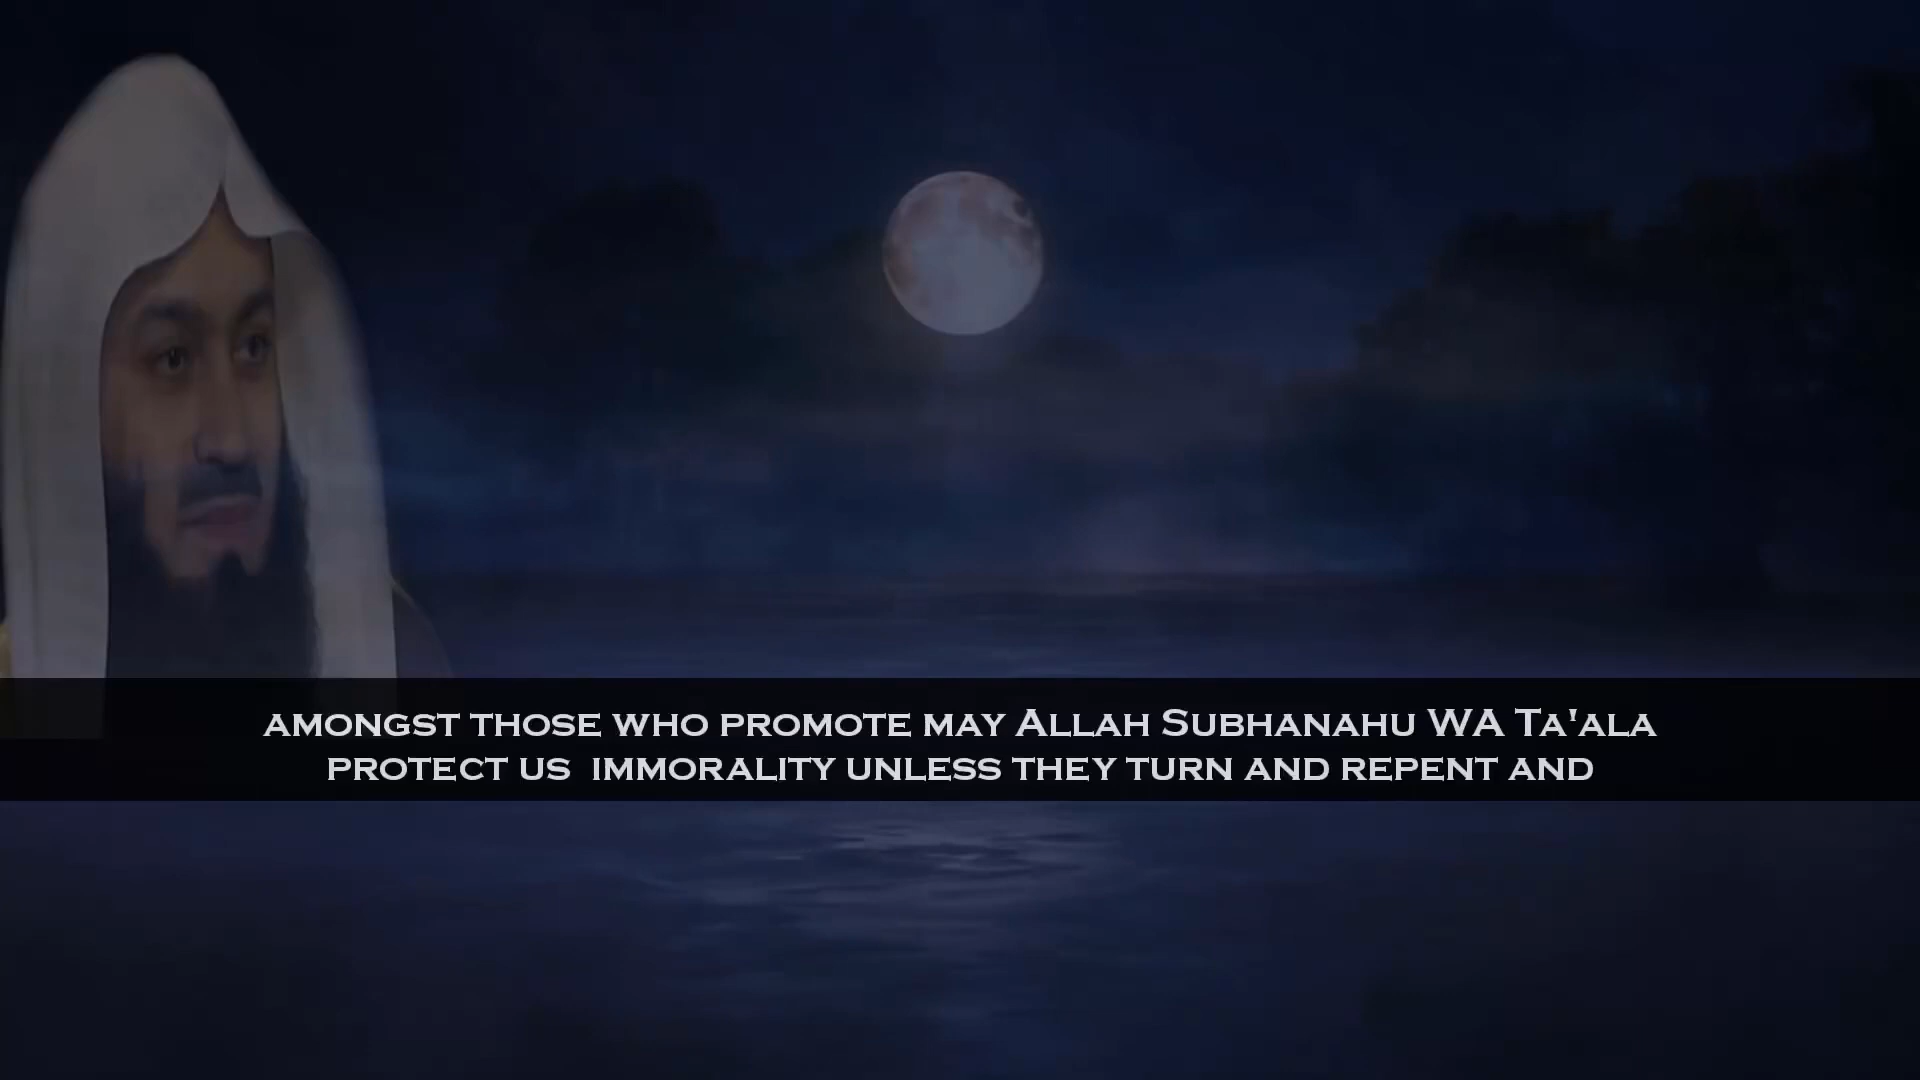 AMONGST THOSE WHO PROMOTE MAY ALLAH SUBHANAHU WA TA'ALA
PROTECT US  IMMORALITY UNLESS THEY TURN AND REPENT AND